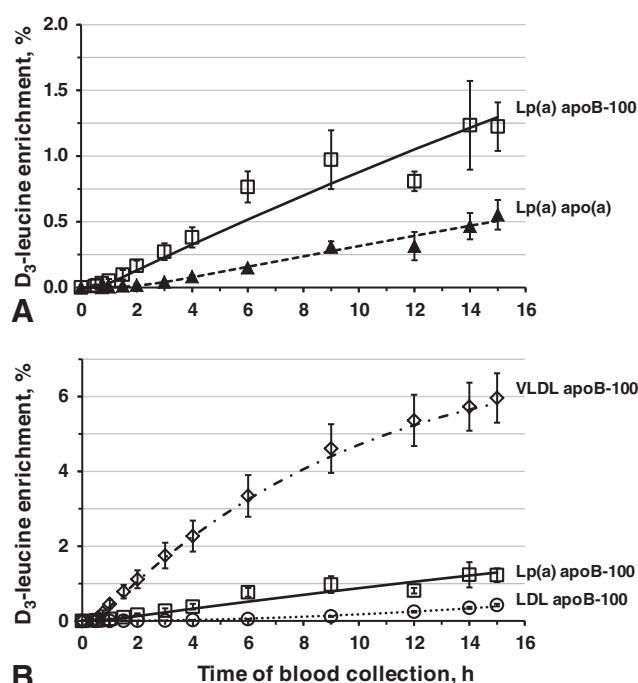 2.0
1.5
Lp(a) apoB-100
1.0
Lp(a) apo(a)
0.5
0.0
D₃-leucine enrichment, %
0 2 4 6 8 10 12 14 16
A
6
VLDL apoB-100
4
2
Lp(a) apoB-100
LDL apoB-100
0
D₃-leucine enrichment, %
0 2 4 6 8 10 12 14 16
Time of blood collection, h
B